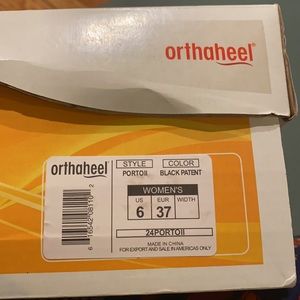 orthaheel®
orthaheel®
STYLE COLOR
PORTOII BLACK PATENT
WOMEN'S
US EUR WIDTH
6 37
24PORTOII
MADE IN CHINA
FOR EXPORT AND SALE IN AMERICAS ONLY